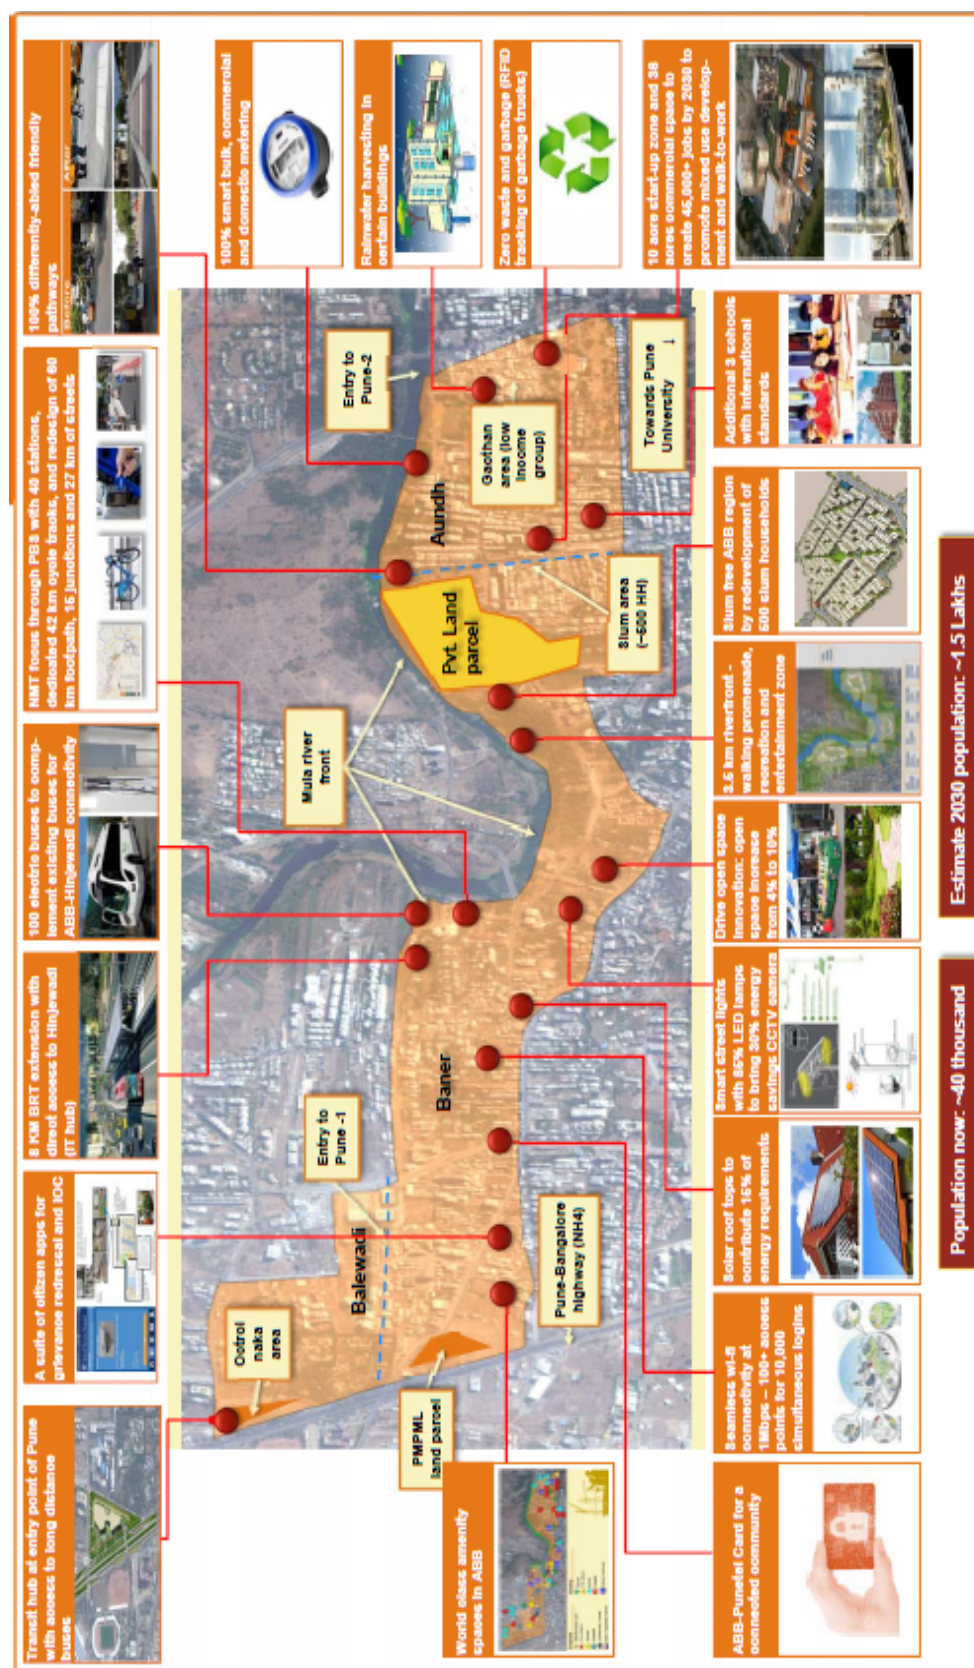 Transit hub at entry point of Pune
with access to long distance
buses
A suite of citizen apps for
grievance redressal and IOC
8 KM BRT extension with
direct access to Hinjewadi
(IT hub)
100 electric buses to comp-
lement existing buses for
ABB-Hinjewadi connectivity
NMT focus through PBS with 40 stations,
dedicated 42 km cycle tracks, and redesign of 60
km footpath, 15 junctions and 27 km of streets
100% differently-abled friendly
pathways
Before
After
100% smart bulk, commercial
and domestic metering
Rainwater harvesting in
certain buildings
Zero waste and garbage (RFID
tracking of garbage trucks)
10 acre start-up zone and 38
acres commercial space to
create 45,000+ jobs by 2030 to
promote mixed use develop-
ment and walk-to-work
Octroi
naka
area
Balewadi
Entry to
Pune -1
Mula river
front
Entry to
Pune-2
PMPML
land parcel
Baner
Pvt. Land
parcel
Aundh
Gaothan
area (low
income
group)
Pune-Bangalore
highway (NH4)
Slum area
(~500 HH)
Towards Pune
University
World class amenity
spaces in ABB
ABB-Punetel Card for a
connected community
Seamless wi-fi
connectivity at
1Mbps – 100+ access
points for 10,000
simultaneous logins
Solar roof tops to
contribute 15% of
energy requirements
Smart street lights
with 85% LED lamps
to bring 30% energy
savings CCTV camera
Drive open space
Innovation: open
space increase
from 4% to 10%
3.5 km riverfront -
walking promenade,
recreation and
entertainment zone
Slum free ABB region
by redevelopment of
500 slum households
Additional 3 schools
with International
standards
Population now: ~40 thousand
Estimate 2030 population: ~1.5 Lakhs